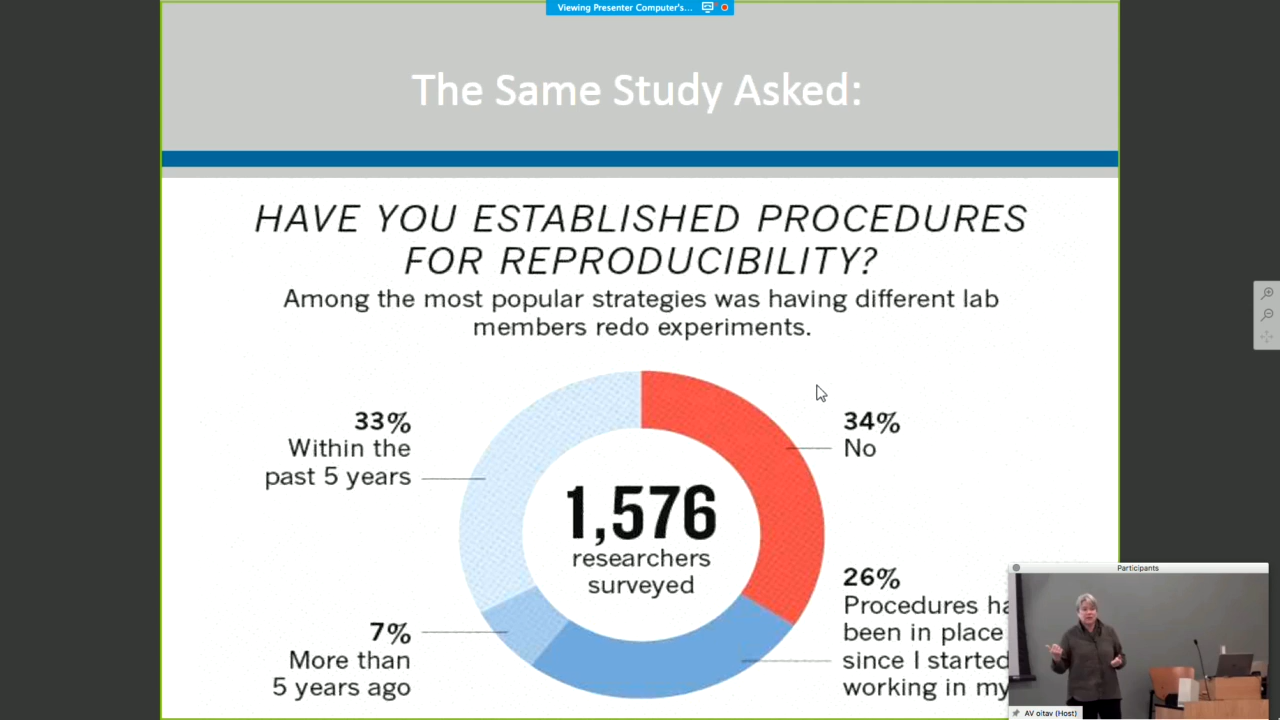 Viewing Presenter Computer's...
The Same Study Asked:
HAVE YOU ESTABLISHED PROCEDURES
FOR REPRODUCIBILITY?
Among the most popular strategies was having different lab
members redo experiments.
33%
Within the
past 5 years
34%
No
1,576
researchers
surveyed
7%
More than
5 years ago
26%
Procedures ha
been in place
since I started
working in my
Participants
AV oitav (Host)